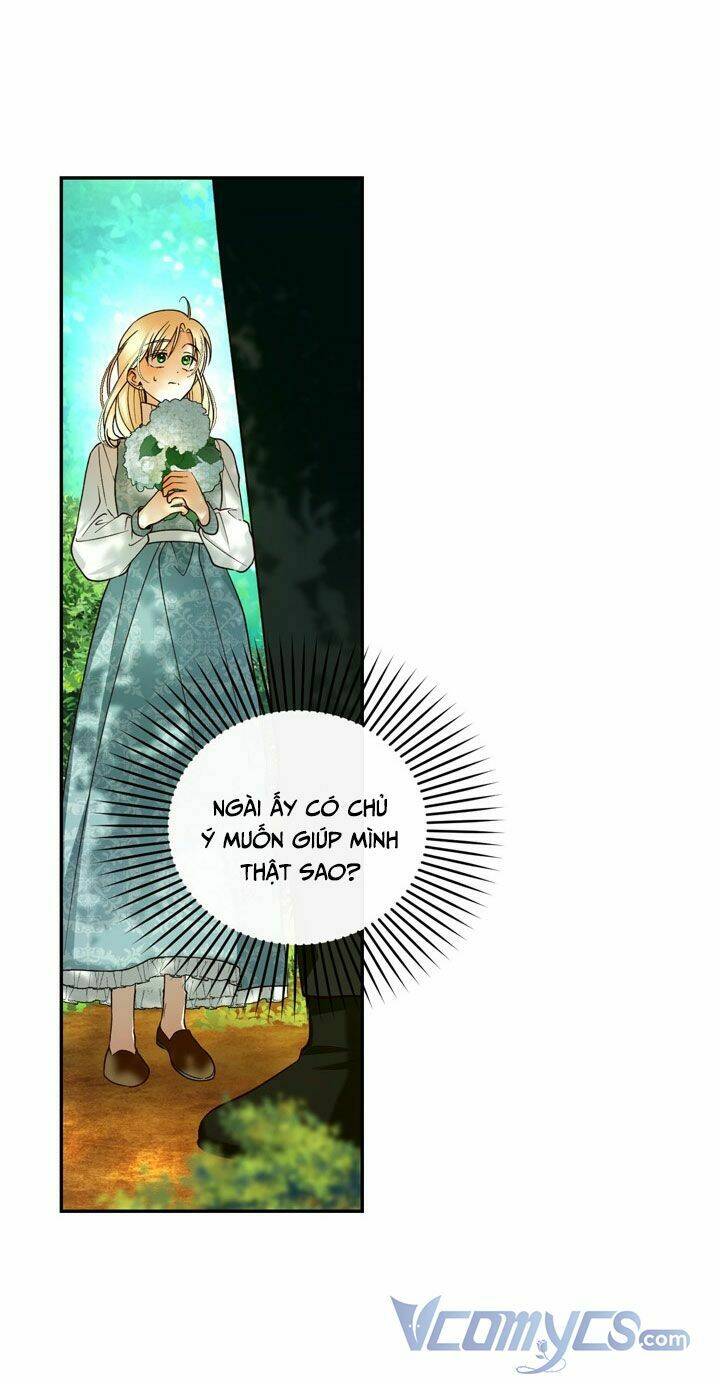 NGÀI ẤY CÓ CHỦ
Ý MUỐN GIÚP MÌNH
THẬT SAO?
VCOMYCS.com